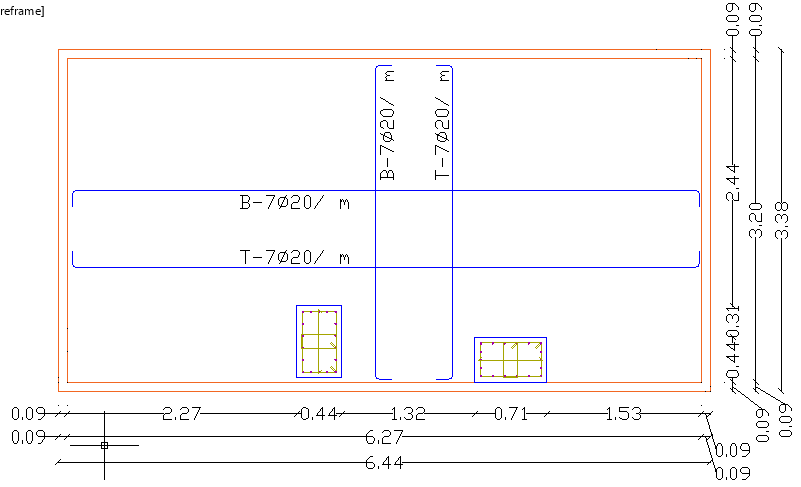 reframe]
0.09
0.09
B-7Ø20/ m
T-7Ø20/ m
2.44
3.20
3.38
B-7Ø20/ m
T-7Ø20/ m
0.31
0.44
0.09 2.27 0.44 1.32 0.71 1.53 0.09
0.09
0.09
0.09 6.27 0.09
6.44
0.09